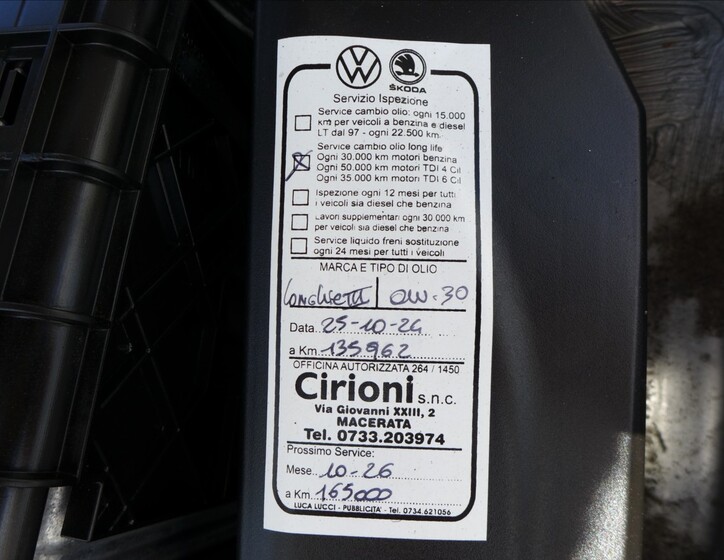 ŠKODA
Servizio Ispezione
Service cambio olio: ogni 15.000
km per veicoli a benzina e diesel
LT dal 97 - ogni 22.500 km.
Service cambio olio long life
Ogni 30.000 km motori benzina
Ogni 50.000 km motori TDI 4 Cil
Ogni 35.000 km motori TDI 6 Cil
Ispezione ogni 12 mesi per tutti
i veicoli sia diesel che benzina
Lavori supplementari ogni 30.000 km
per veicoli sia diesel che benzina
Service liquido freni sostituzione
ogni 24 mesi per tutti i veicoli
MARCA E TIPO DI OLIO
0W-30
Data 25-10-24
a Km. 135962
OFFICINA AUTORIZZATA 264 / 1450
Cirioni s.n.c.
Via Giovanni XXIII, 2
MACERATA
Tel. 0733.203974
Prossimo Service:
Mese 10-26
a Km. 165000
LUCA LUCCI - PUBBLICITA' - Tel. 0734.621056